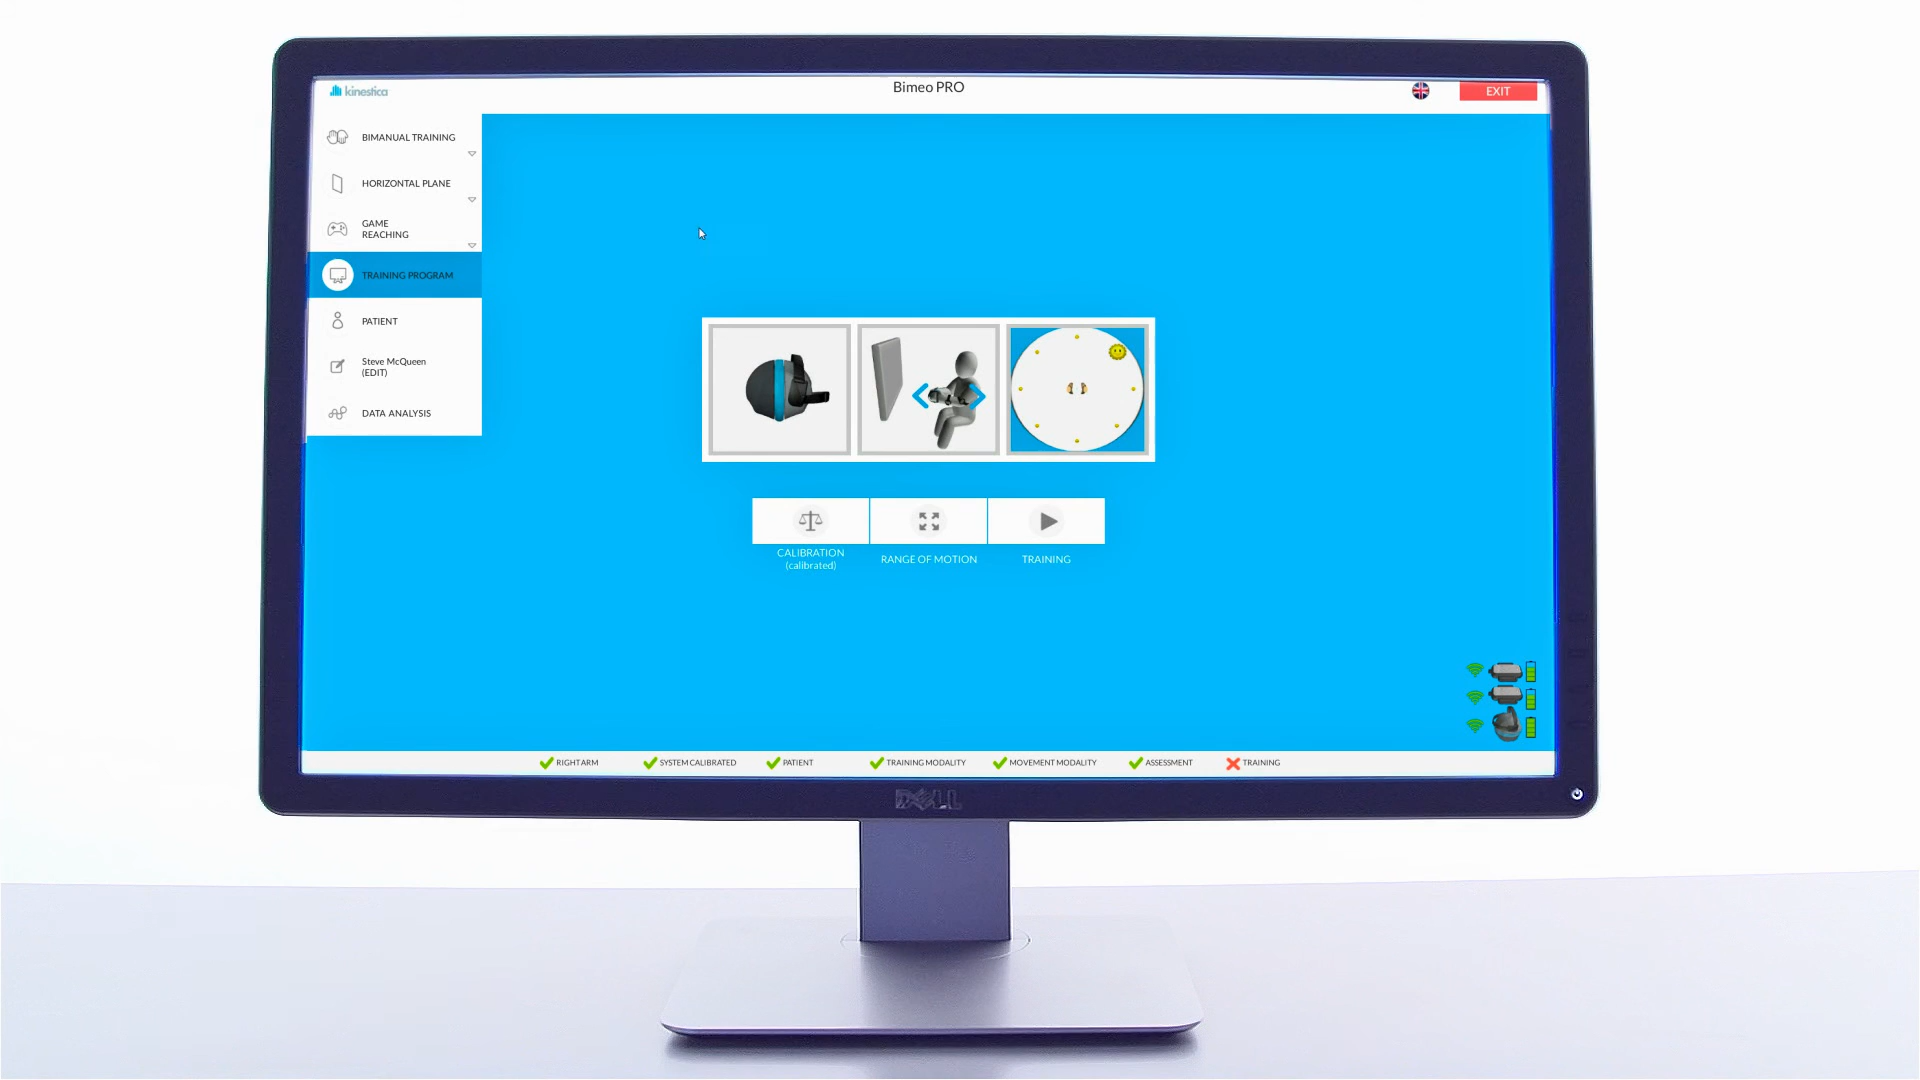 kinestica
Bimeo PRO
EXIT
BIMANUAL TRAINING
HORIZONTAL PLANE
GAME
REACHING
TRAINING PROGRAM
PATIENT
Steve McQueen
(EDIT)
DATA ANALYSIS
CALIBRATION
(calibrated)
RANGE OF MOTION
TRAINING
RIGHT ARM
SYSTEM CALIBRATED
PATIENT
TRAINING MODALITY
MOVEMENT MODALITY
ASSESSMENT
TRAINING
DELL